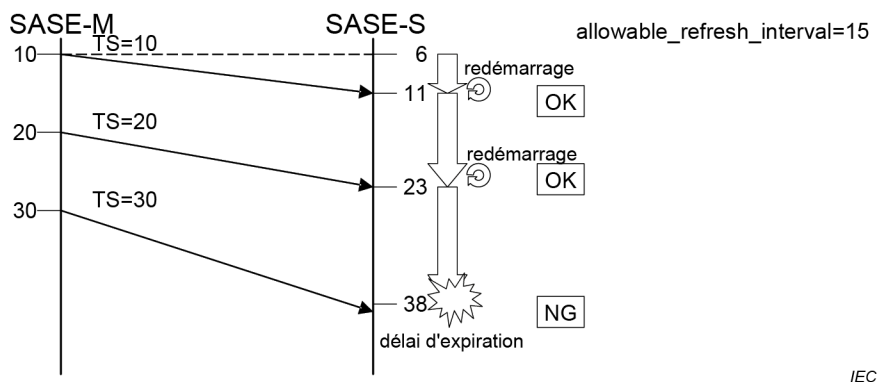 SASE-M SASE-S
allowable_refresh_interval=15
10 TS=10 6
redémarrage
11 OK
20 TS=20
redémarrage
23 OK
30 TS=30
38 NG
délai d'expiration
IEC